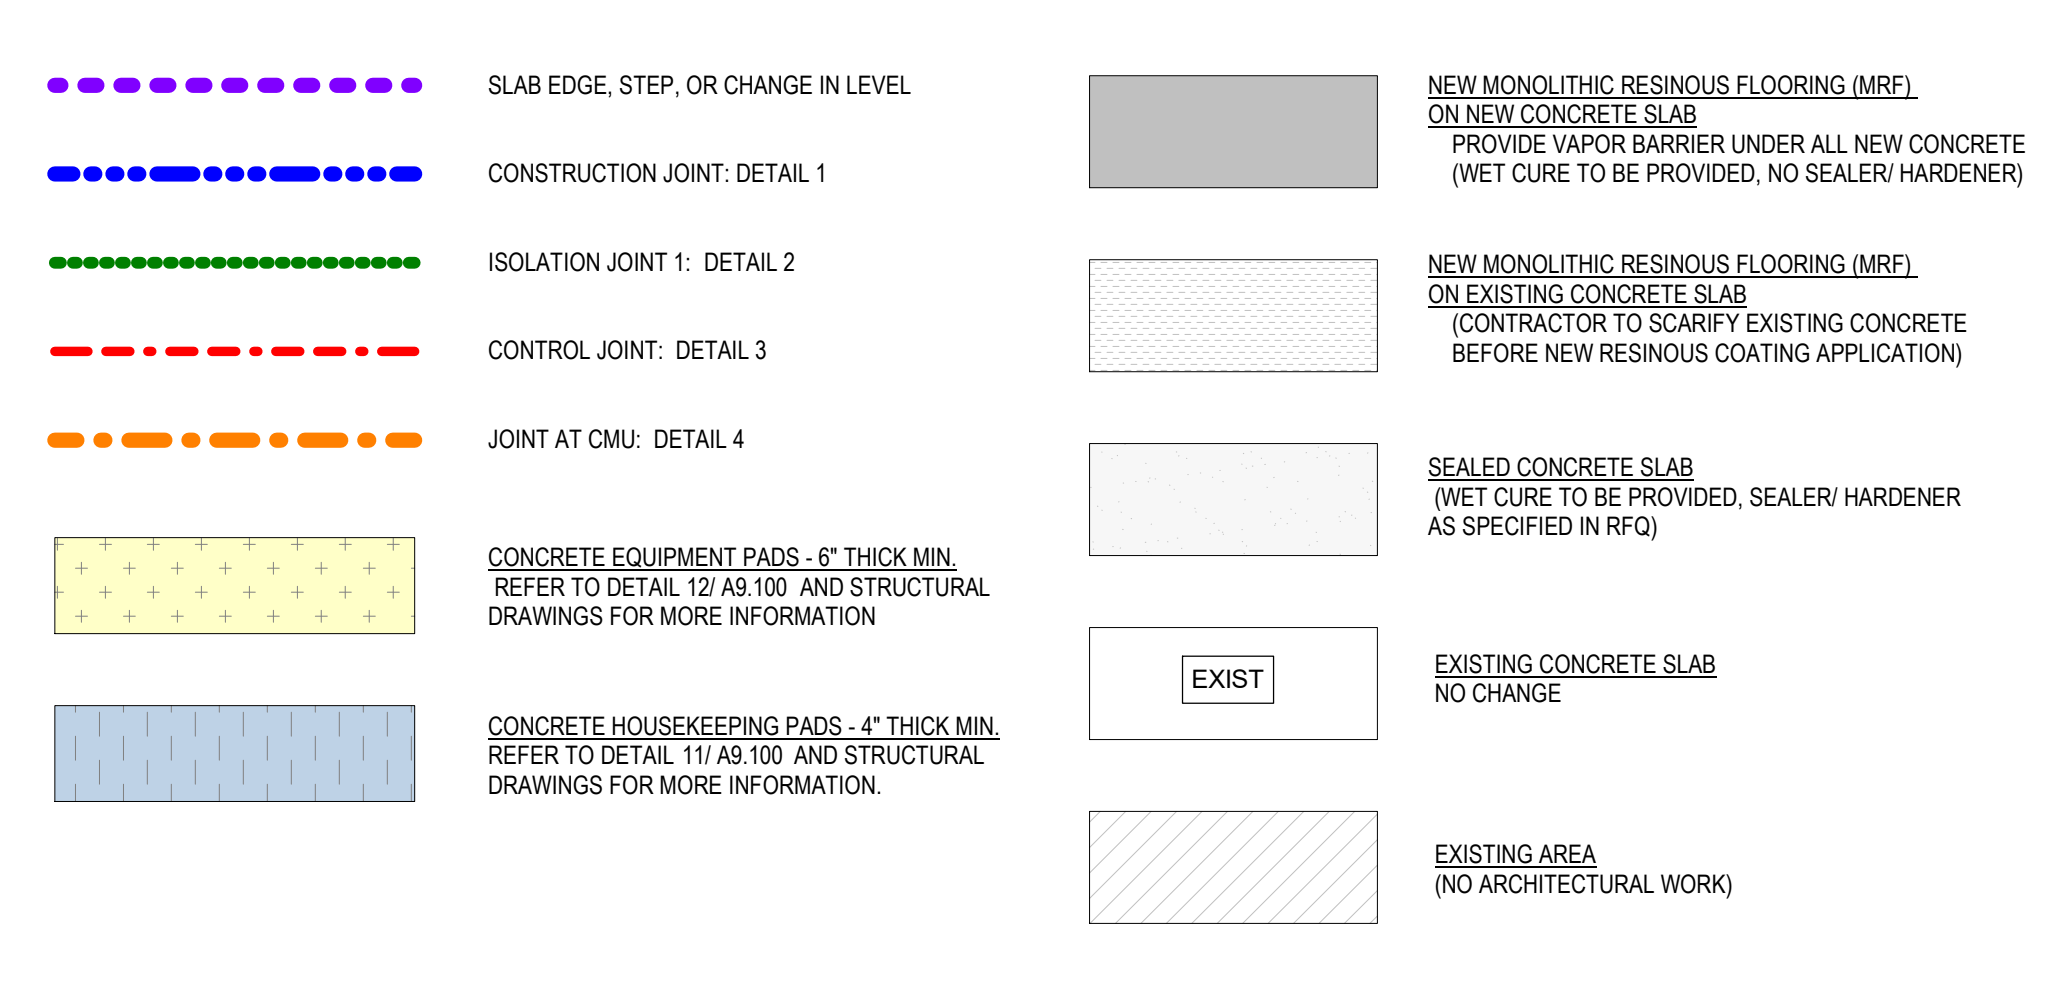 SLAB EDGE, STEP, OR CHANGE IN LEVEL
CONSTRUCTION JOINT: DETAIL 1
ISOLATION JOINT 1:  DETAIL 2
CONTROL JOINT:  DETAIL 3
JOINT AT CMU:  DETAIL 4
CONCRETE EQUIPMENT PADS - 6" THICK MIN.
REFER TO DETAIL 12/ A9.100  AND STRUCTURAL
DRAWINGS FOR MORE INFORMATION
CONCRETE HOUSEKEEPING PADS - 4" THICK MIN.
REFER TO DETAIL 11/ A9.100  AND STRUCTURAL
DRAWINGS FOR MORE INFORMATION.
NEW MONOLITHIC RESINOUS FLOORING (MRF)
ON NEW CONCRETE SLAB
PROVIDE VAPOR BARRIER UNDER ALL NEW CONCRETE
(WET CURE TO BE PROVIDED, NO SEALER/ HARDENER)
NEW MONOLITHIC RESINOUS FLOORING (MRF)
ON EXISTING CONCRETE SLAB
(CONTRACTOR TO SCARIFY EXISTING CONCRETE
BEFORE NEW RESINOUS COATING APPLICATION)
SEALED CONCRETE SLAB
(WET CURE TO BE PROVIDED, SEALER/ HARDENER
AS SPECIFIED IN RFQ)
EXIST
EXISTING CONCRETE SLAB
NO CHANGE
EXISTING AREA
(NO ARCHITECTURAL WORK)